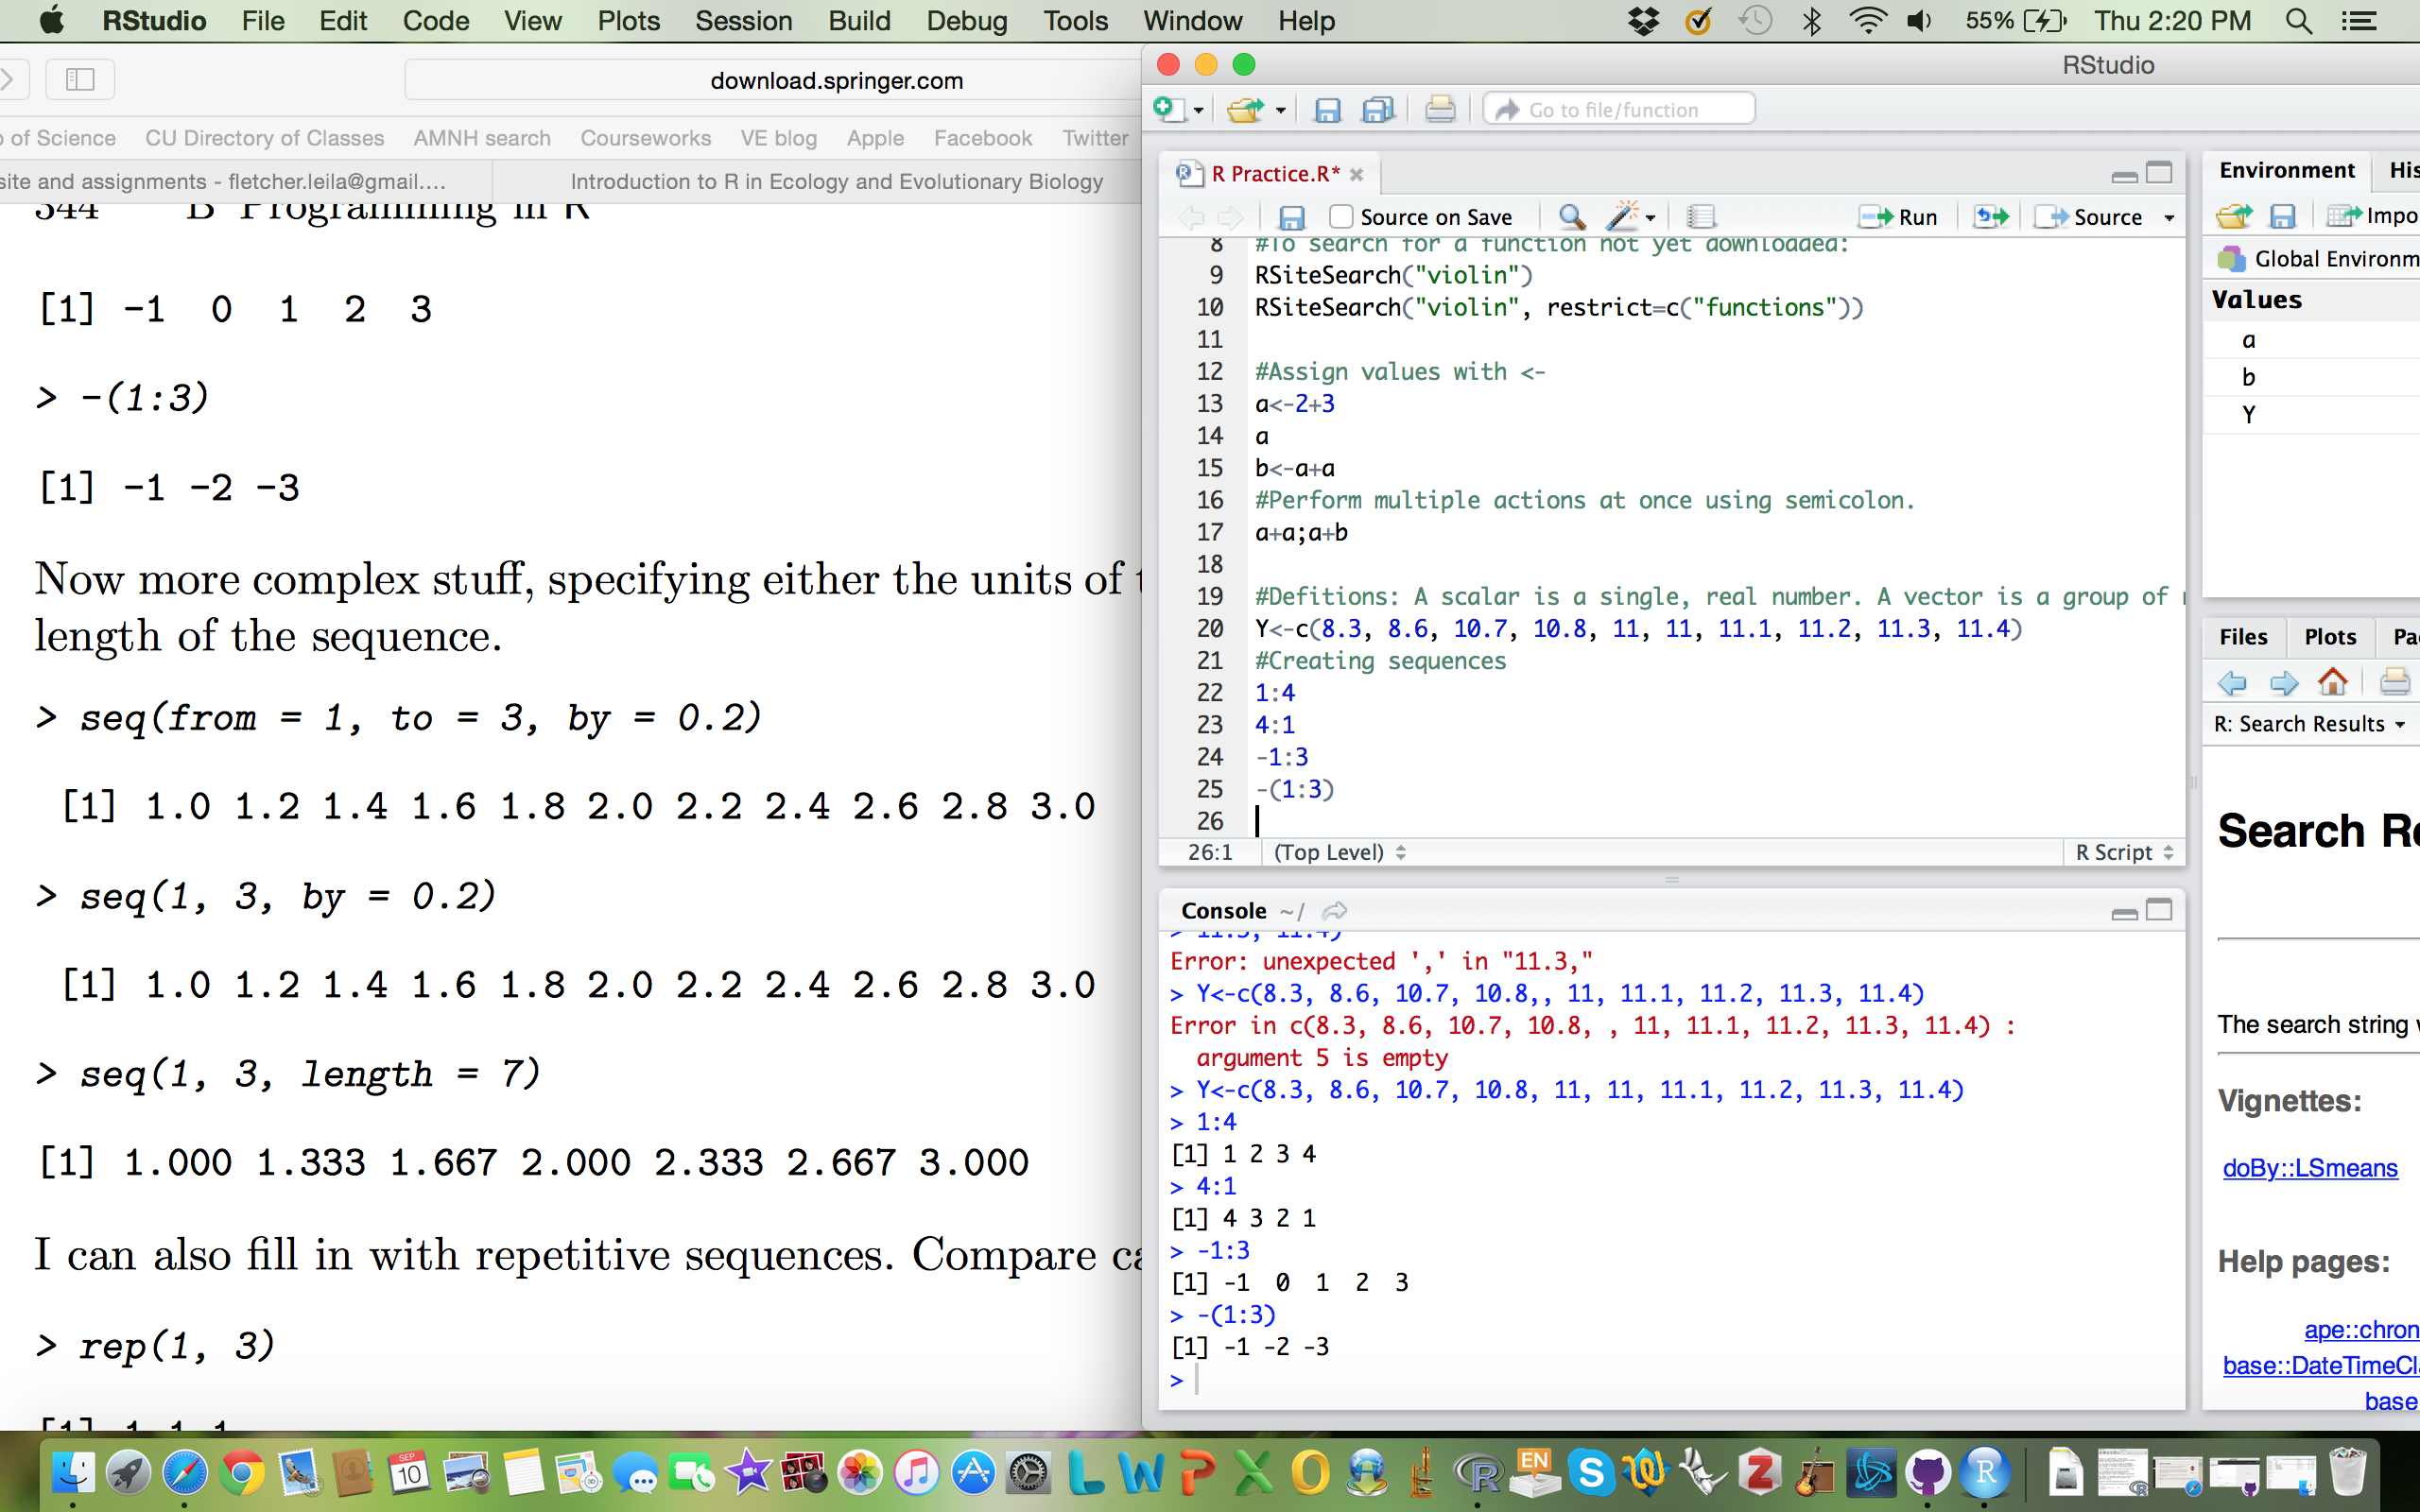 RStudio File Edit Code View Plots Session Build Debug Tools Window Help 55% Thu 2:20 PM
download.springer.com
of Science CU Directory of Classes AMNH search Courseworks VE blog Apple Facebook Twitter
site and assignments - fletcher.leila@gmail.... Introduction to R in Ecology and Evolutionary Biology
344 B Programming in R
[1] -1 0 1 2 3
> -(1:3)
[1] -1 -2 -3
Now more complex stuff, specifying either the units of
length of the sequence.
> seq(from = 1, to = 3, by = 0.2)
[1] 1.0 1.2 1.4 1.6 1.8 2.0 2.2 2.4 2.6 2.8 3.0
> seq(1, 3, by = 0.2)
[1] 1.0 1.2 1.4 1.6 1.8 2.0 2.2 2.4 2.6 2.8 3.0
> seq(1, 3, length = 7)
[1] 1.000 1.333 1.667 2.000 2.333 2.667 3.000
I can also fill in with repetitive sequences. Compare
> rep(1, 3)
[1] 1 1 1
RStudio
Go to file/function
R Practice.R*
Source on Save Run Source
8 #To search for a function not yet downloaded:
9 RSiteSearch("violin")
10 RSiteSearch("violin", restrict=c("functions"))
11
12 #Assign values with <-
13 a<-2+3
14 a
15 b<-a+a
16 #Perform multiple actions at once using semicolon.
17 a+a;a+b
18
19 #Defitions: A scalar is a single, real number. A vector is a group of
20 Y<-c(8.3, 8.6, 10.7, 10.8, 11, 11, 11.1, 11.2, 11.3, 11.4)
21 #Creating sequences
22 1:4
23 4:1
24 -1:3
25 -(1:3)
26
26:1 (Top Level) R Script
Console ~/
> 11.3, 11.4)
Error: unexpected ',' in "11.3,"
> Y<-c(8.3, 8.6, 10.7, 10.8,, 11, 11.1, 11.2, 11.3, 11.4)
Error in c(8.3, 8.6, 10.7, 10.8, , 11, 11.1, 11.2, 11.3, 11.4) :
argument 5 is empty
> Y<-c(8.3, 8.6, 10.7, 10.8, 11, 11, 11.1, 11.2, 11.3, 11.4)
> 1:4
[1] 1 2 3 4
> 4:1
[1] 4 3 2 1
> -1:3
[1] -1 0 1 2 3
> -(1:3)
[1] -1 -2 -3
>
Environment His
Impo
Global Environm
Values
a
b
Y
Files Plots Pa
R: Search Results
Search Re
The search string
Vignettes:
doBy::LSmeans
Help pages:
ape::chron
base::DateTimeCl
base
SEP
10
EN